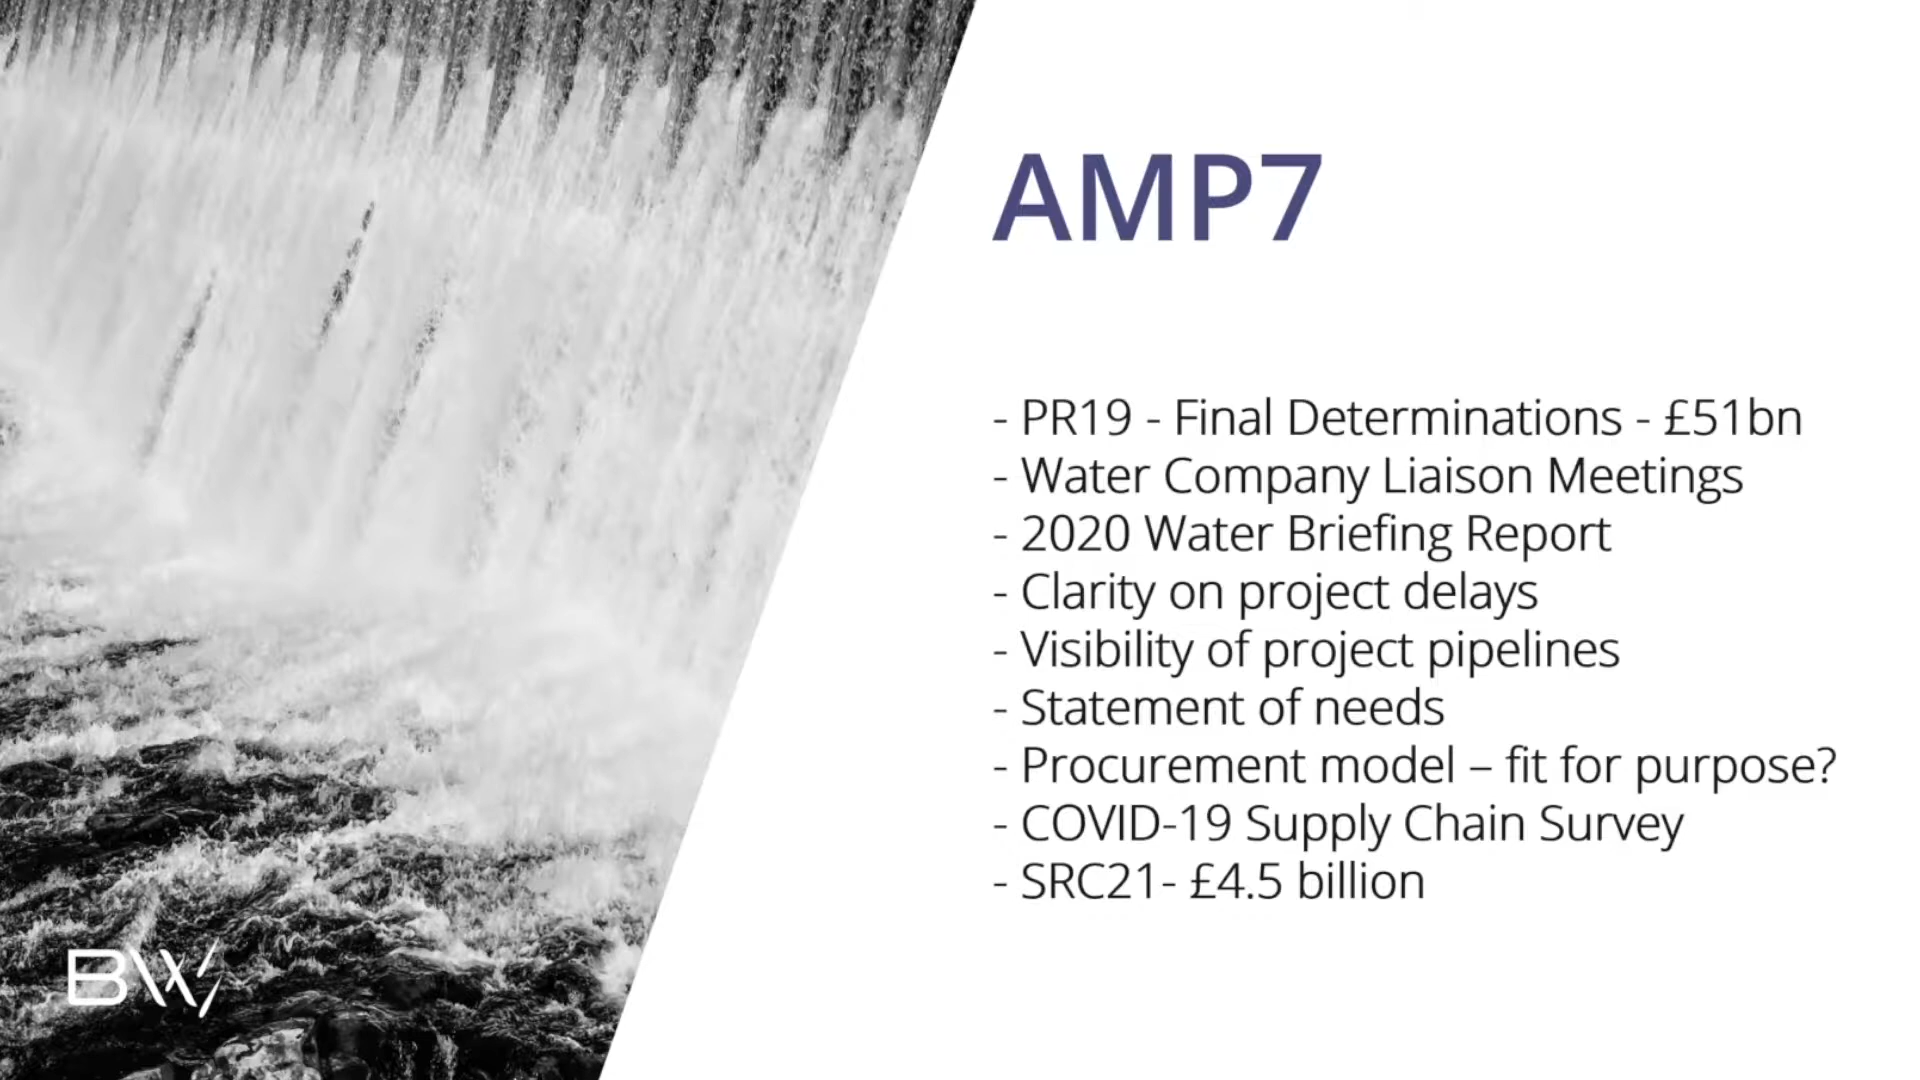 AMP7
- PR19 - Final Determinations - £51bn
- Water Company Liaison Meetings
- 2020 Water Briefing Report
- Clarity on project delays
- Visibility of project pipelines
- Statement of needs
- Procurement model – fit for purpose?
- COVID-19 Supply Chain Survey
- SRC21- £4.5 billion
BW